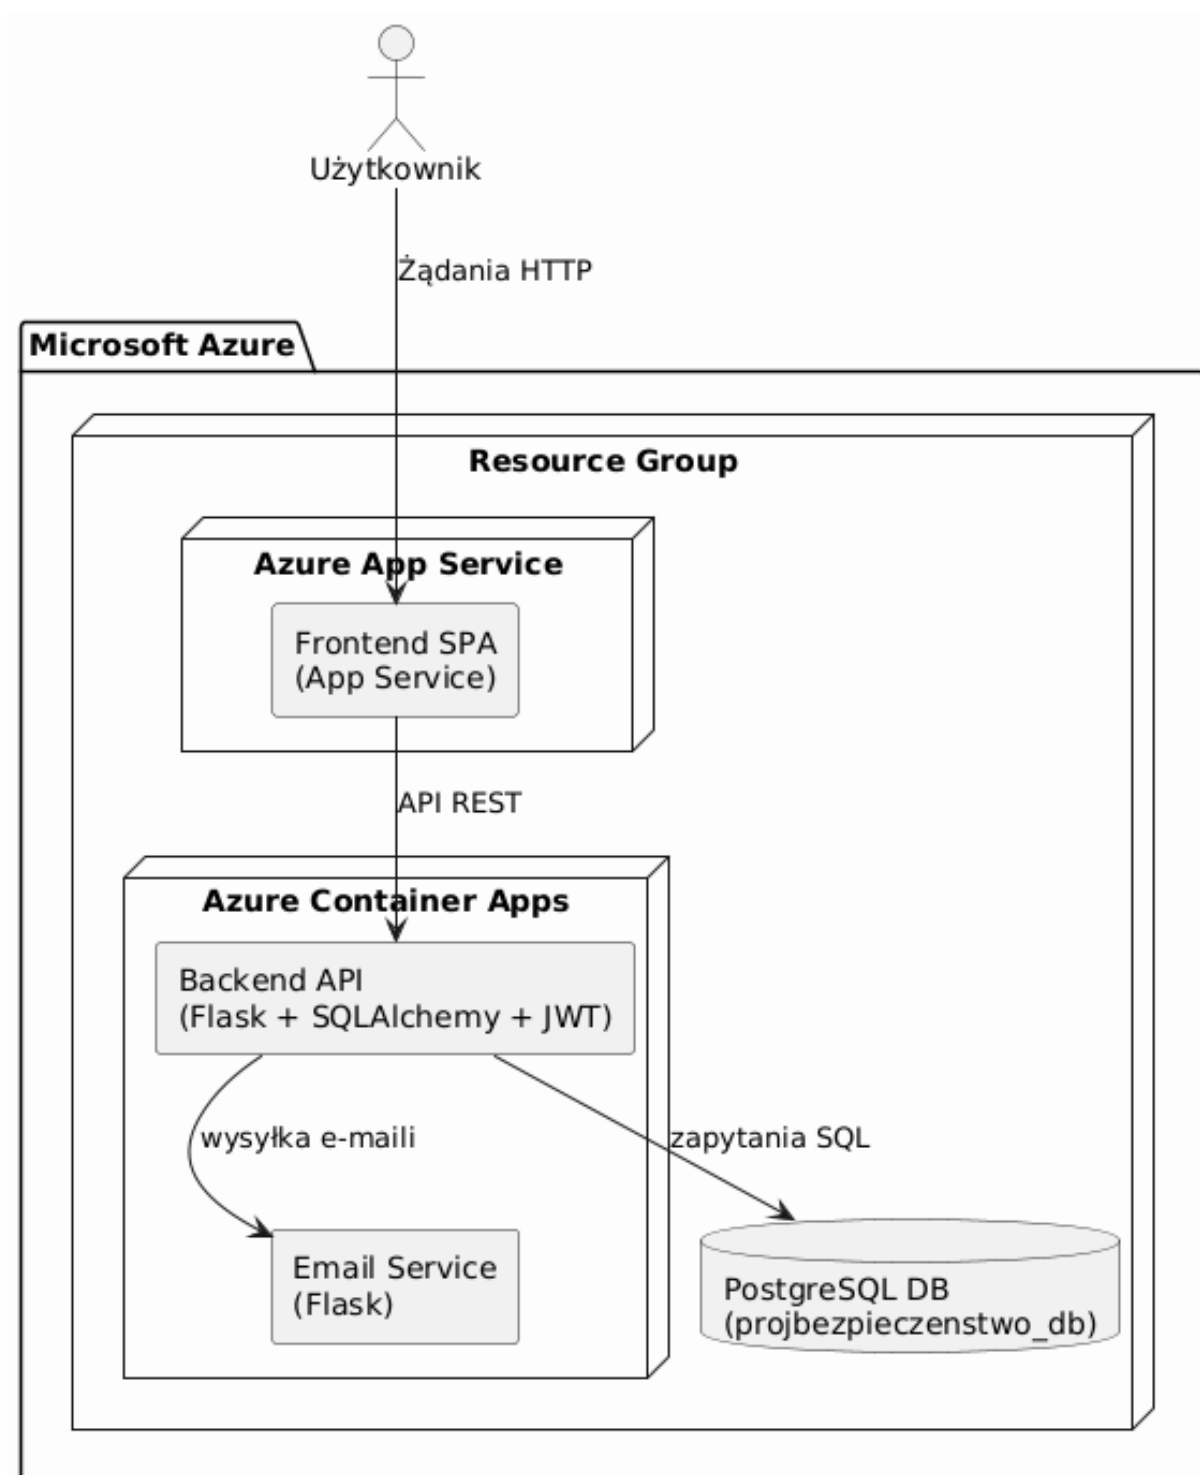 Użytkownik
Żądania HTTP
Microsoft Azure
Resource Group
Azure App Service
Frontend SPA
(App Service)
API REST
Azure Container Apps
Backend API
(Flask + SQLAlchemy + JWT)
wysyłka e-maili
zapytania SQL
Email Service
(Flask)
PostgreSQL DB
(projbezpieczenstwo_db)